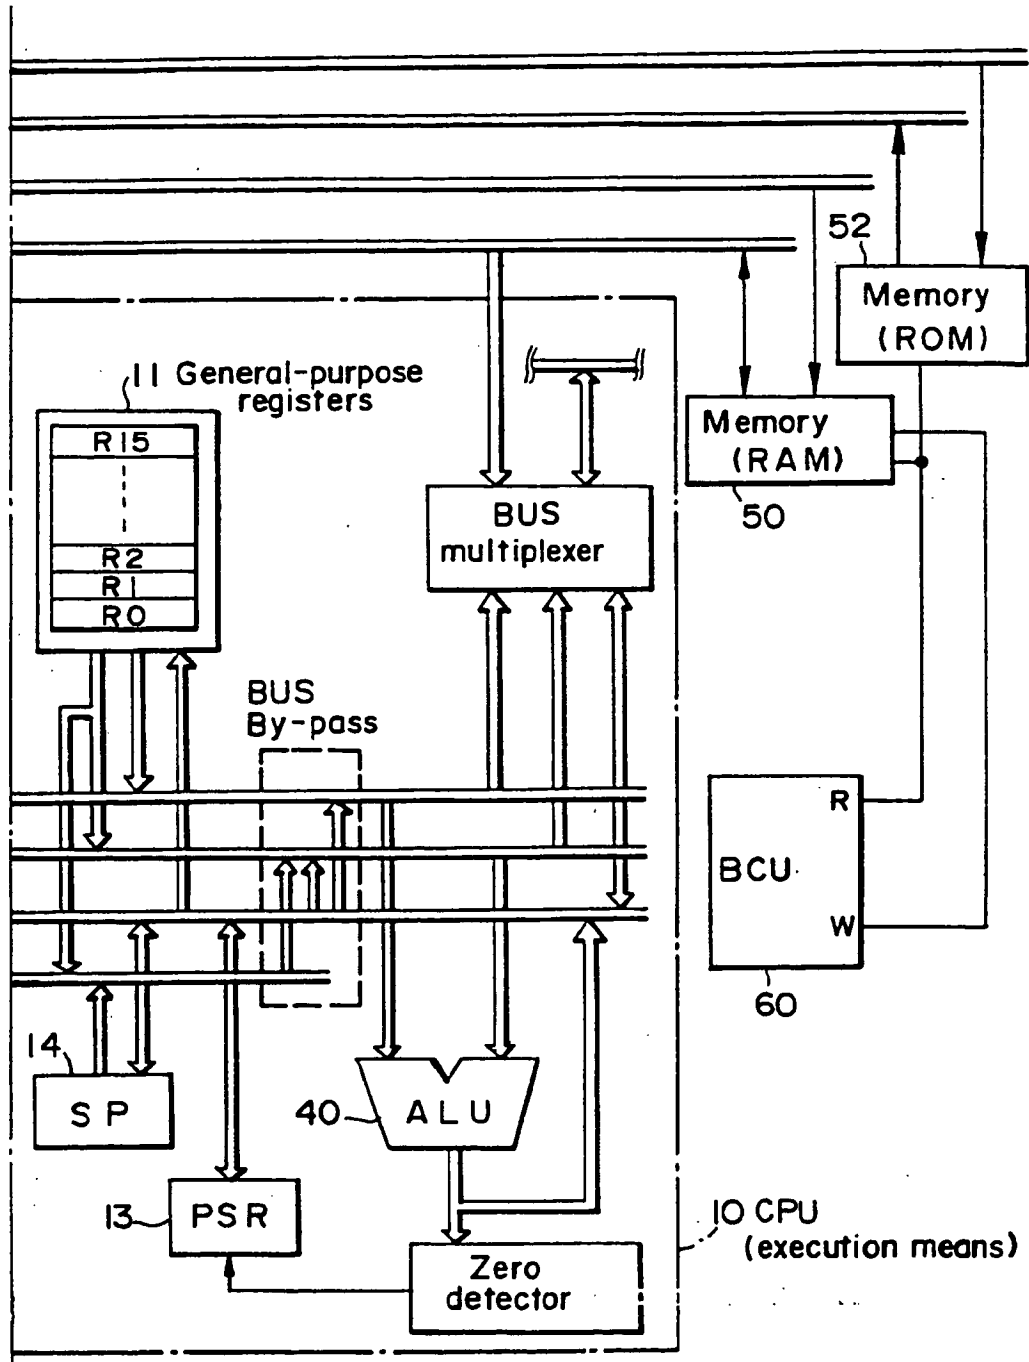 52
Memory
(ROM)
11 General-purpose
registers
R15
R2
R1
R0
Memory
(RAM)
50
BUS
multiplexer
BUS
By-pass
R
BCU
W
60
14
SP
40
ALU
13
PSR
10 CPU
(execution means)
Zero
detector